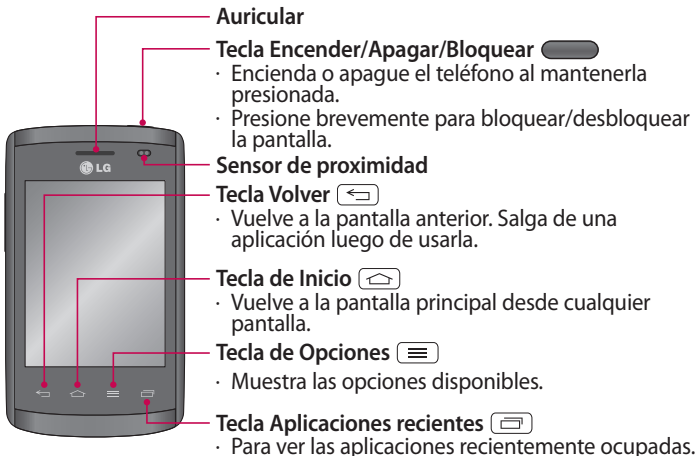 Auricular
Tecla Encender/Apagar/Bloquear
· Encienda o apague el teléfono al mantenerla
presionada.
· Presione brevemente para bloquear/desbloquear
la pantalla.
Sensor de proximidad
LG
Tecla Volver
· Vuelve a la pantalla anterior. Salga de una
aplicación luego de usarla.
Tecla de Inicio
· Vuelve a la pantalla principal desde cualquier
pantalla.
Tecla de Opciones
· Muestra las opciones disponibles.
Tecla Aplicaciones recientes
· Para ver las aplicaciones recientemente ocupadas.